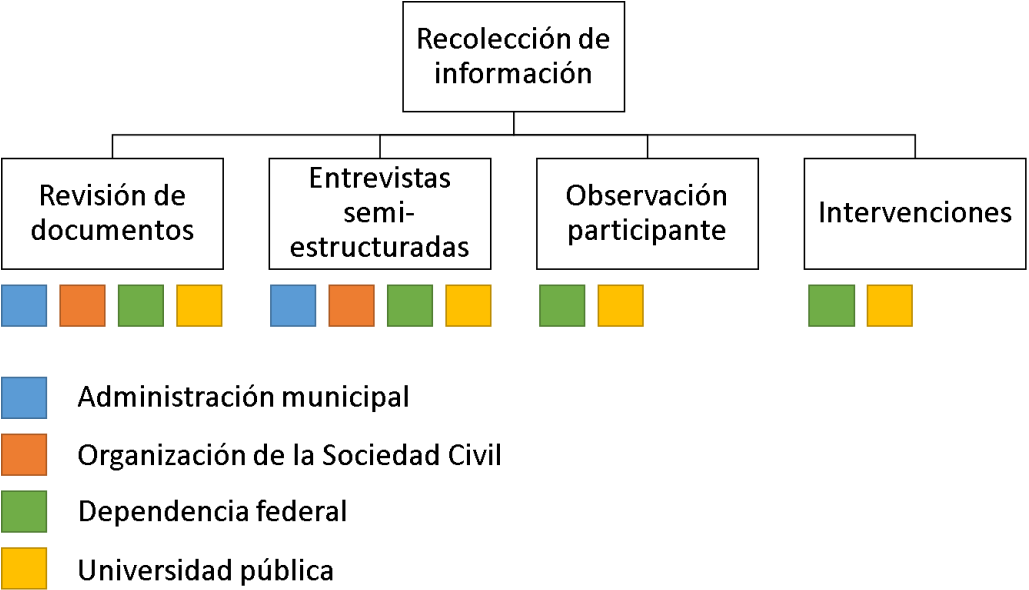 Recolección de
información
Revisión de
documentos
Entrevistas
semi-
estructuradas
Observación
participante
Intervenciones
Administración municipal
Organización de la Sociedad Civil
Dependencia federal
Universidad pública